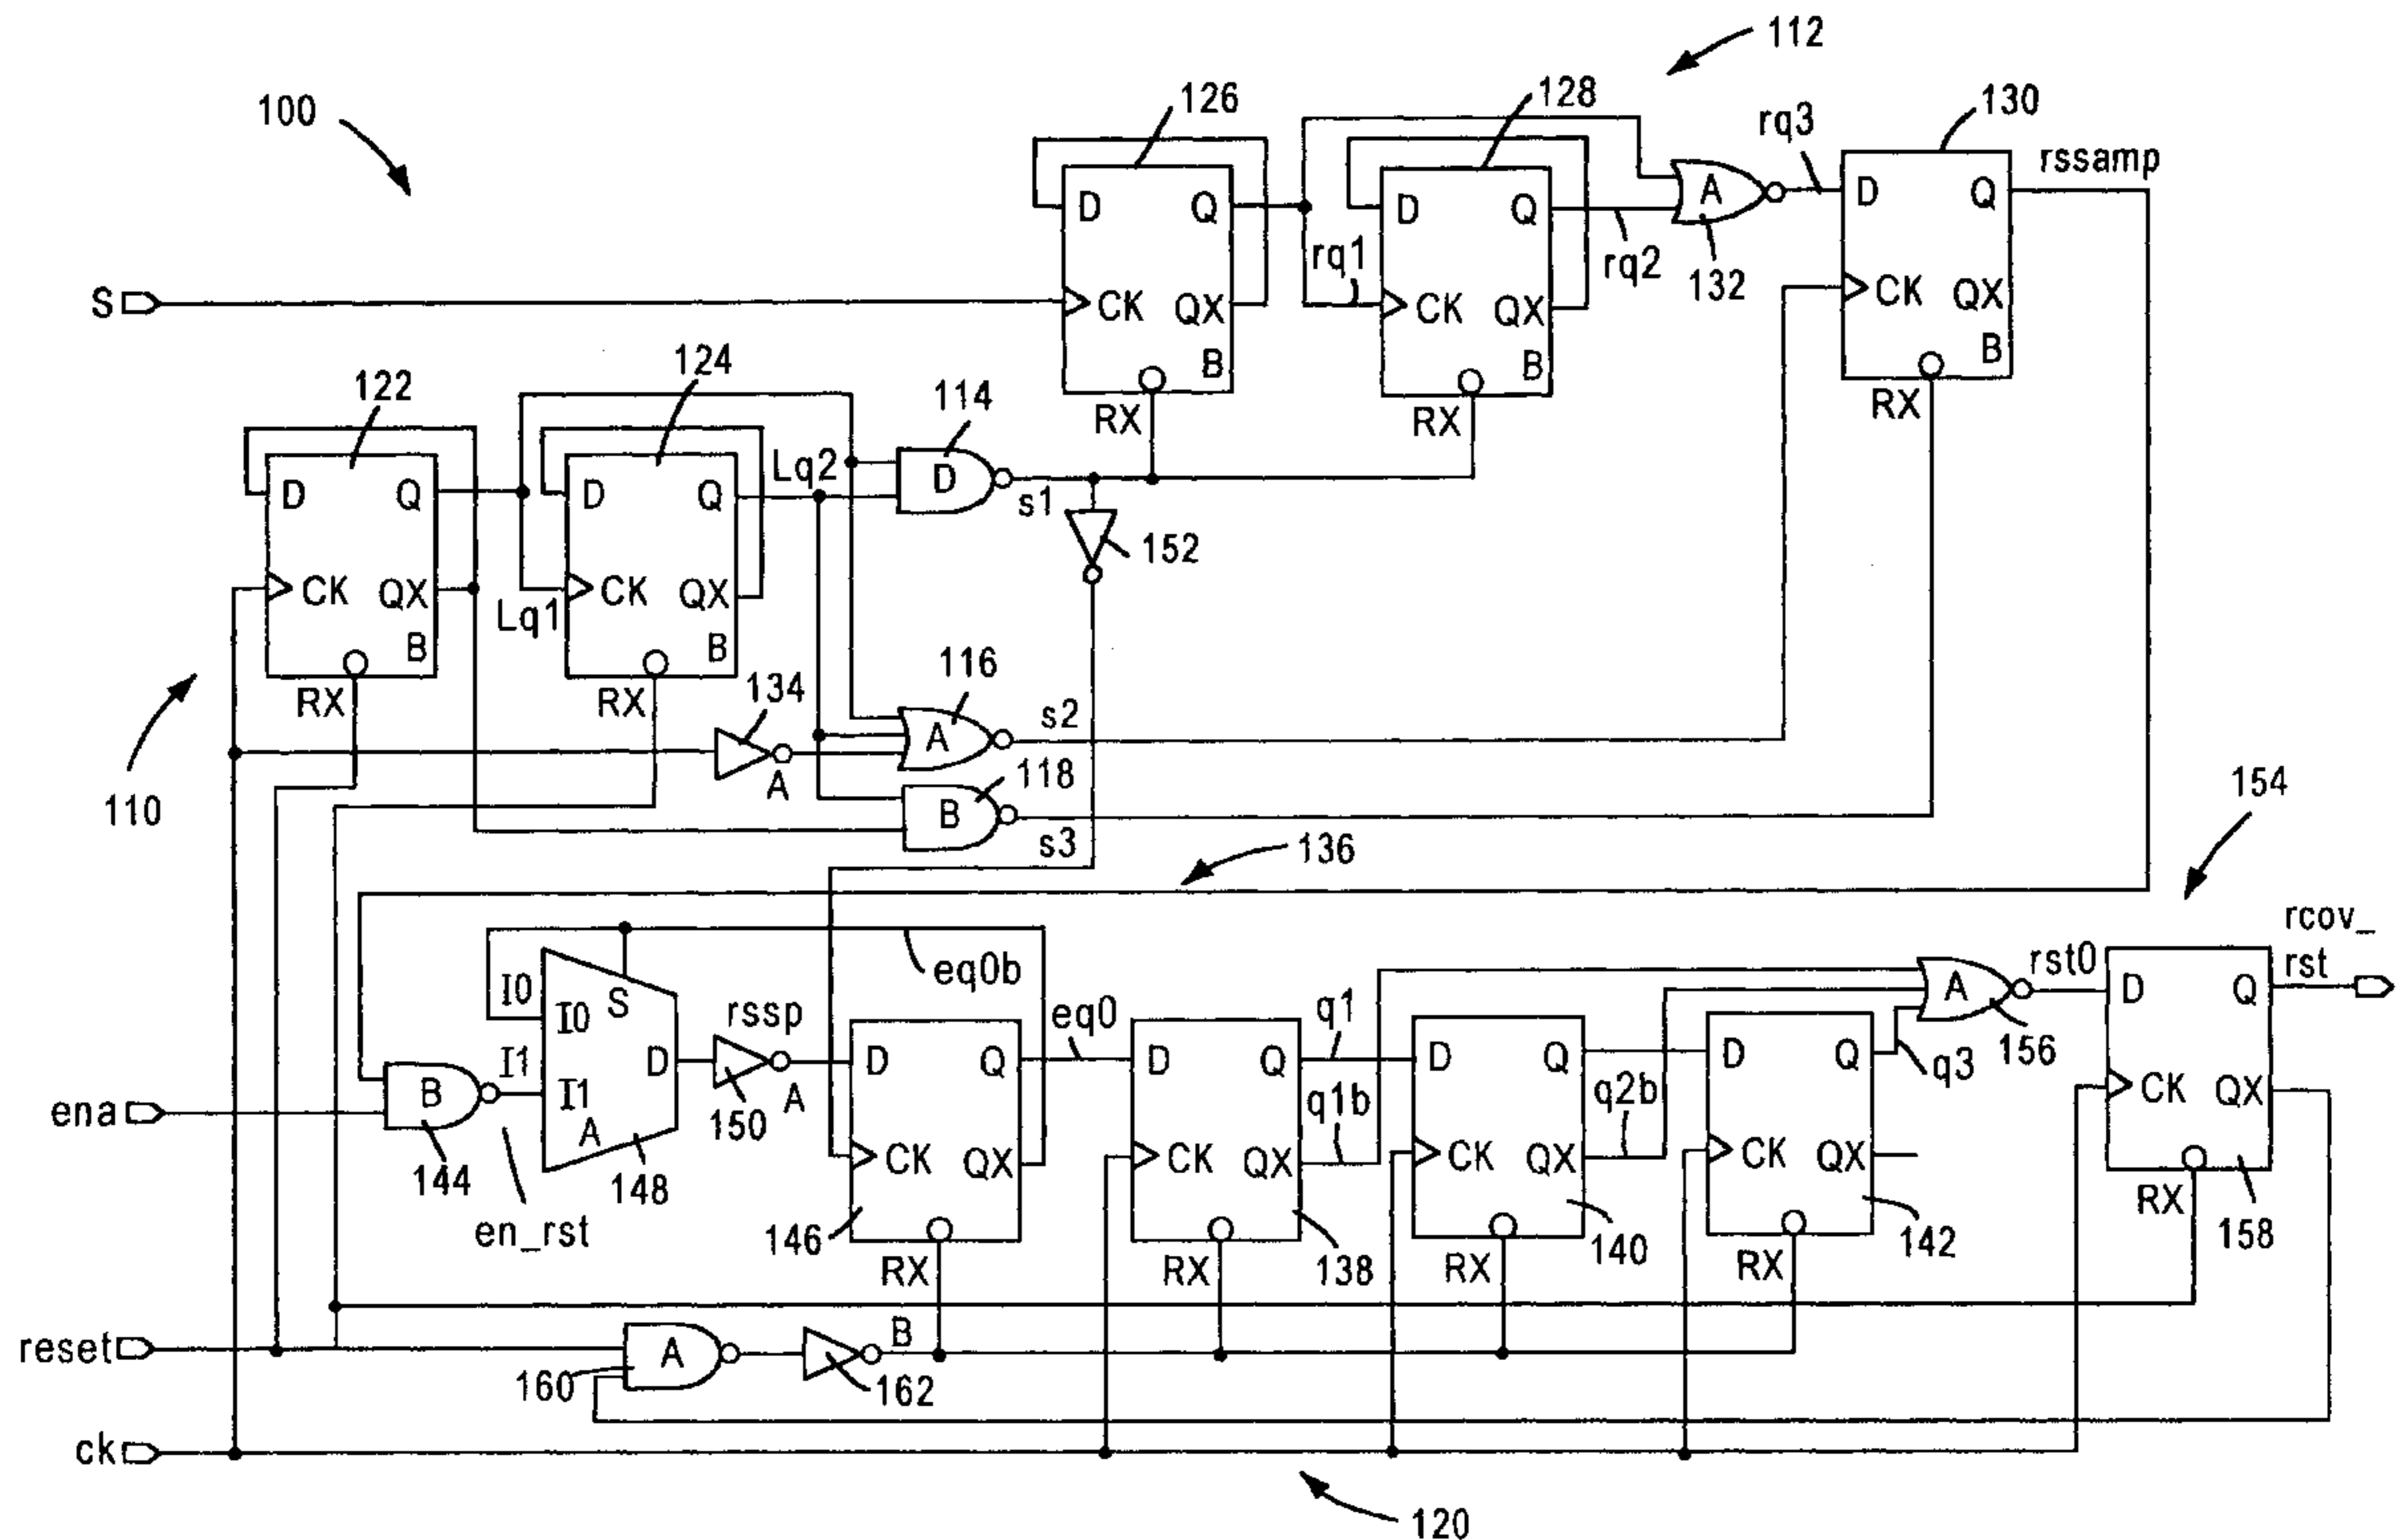 100
112
126
128
130
rq3
rssamp
D
Q
D
Q
A
D
Q
rq1
rq2
132
S
CK
QX
CK
QX
CK
QX
B
B
B
RX
RX
RX
122
124
114
Lq2
D
Q
D
Q
D
s1
152
CK
QX
Lq1
CK
QX
B
B
RX
RX
134
116
s2
A
A
118
110
B
s3
154
136
rcov_
rst
eq0b
I0
I0
S
rssp
eq0
q1
A
rst0
D
Q
156
I1
D
D
Q
D
Q
D
Q
D
Q
q3
ena
B
I1
A
150
A
q1b
q2b
CK
QX
144
148
CK
QX
CK
QX
CK
QX
CK
QX
en_rst
146
138
140
142
RX
158
RX
RX
RX
RX
reset
A
B
160
162
ck
120